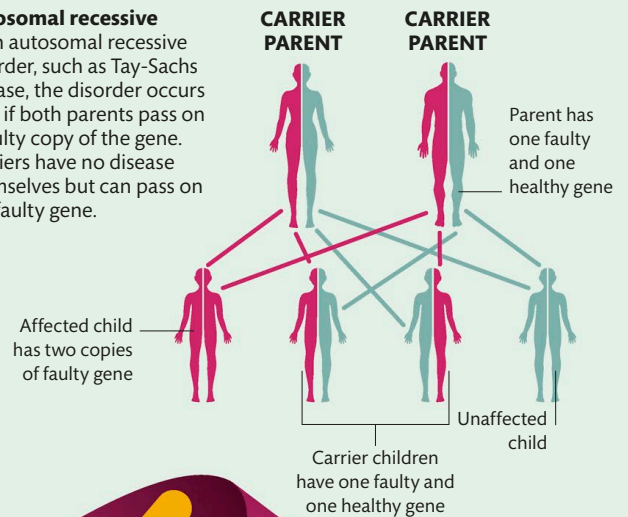 osomal recessive
autosomal recessive
order, such as Tay-Sachs
ase, the disorder occurs
if both parents pass on
ulty copy of the gene.
iers have no disease
mselves but can pass on
faulty gene.
CARRIER
PARENT
CARRIER
PARENT
Parent has
one faulty
and one
healthy gene
Affected child
has two copies
of faulty gene
Carrier children
have one faulty and
one healthy gene
Unaffected
child